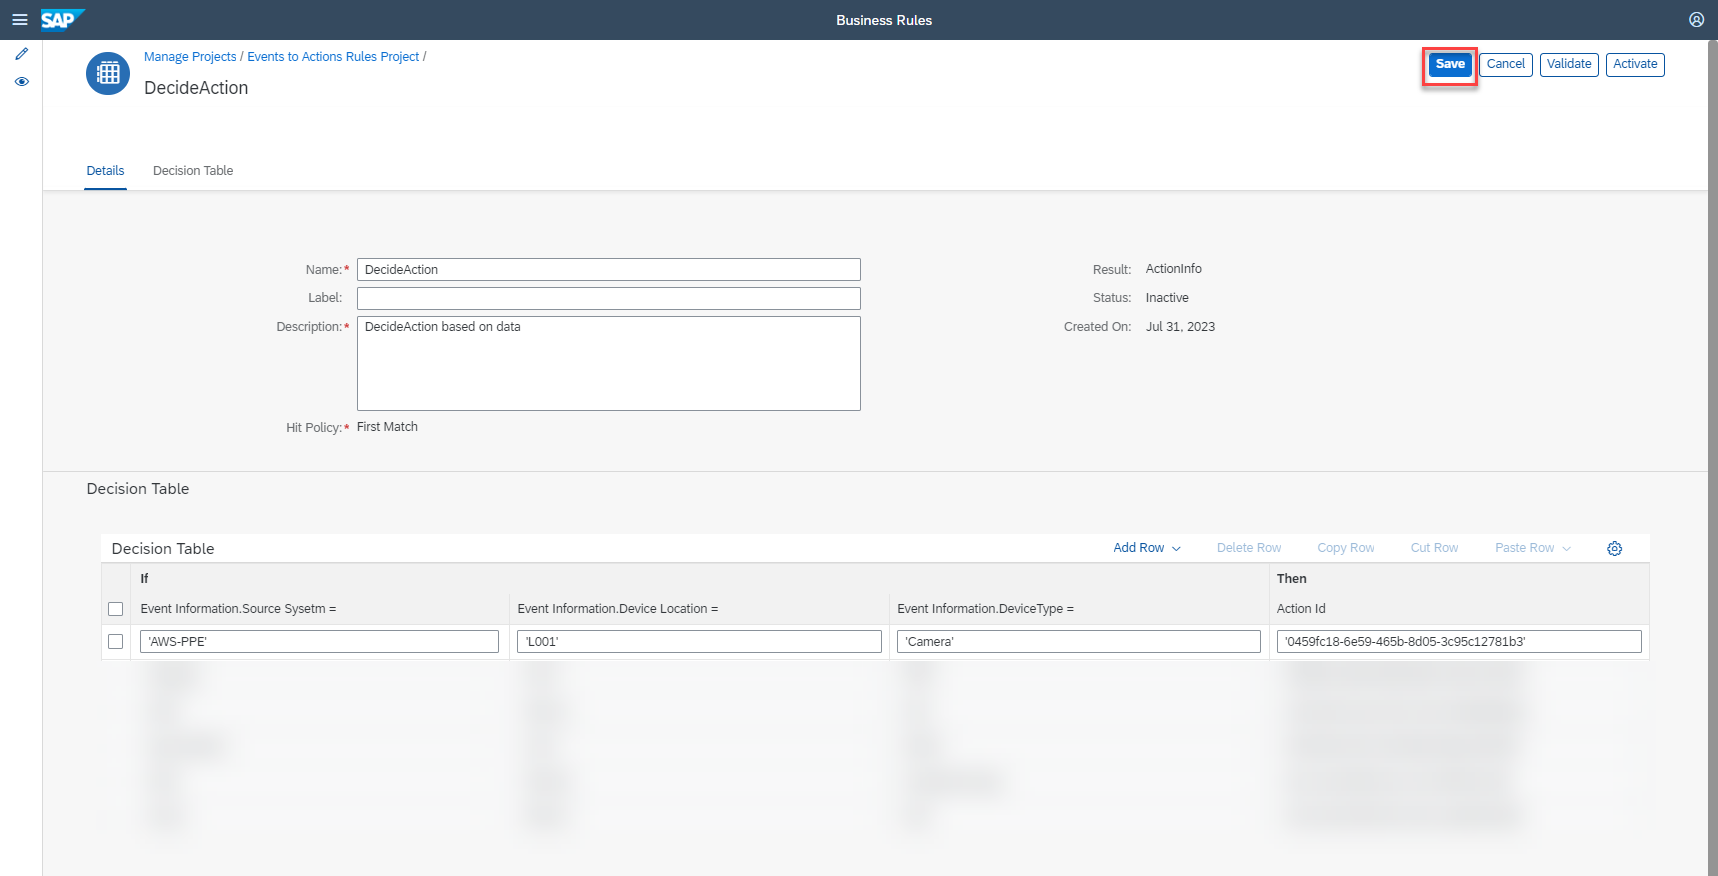 SAP
Business Rules
Manage Projects / Events to Actions Rules Project /
DecideAction
Save Cancel Validate Activate
Details Decision Table
Name:* DecideAction
Label:
Description:* DecideAction based on data
Hit Policy:* First Match
Result: ActionInfo
Status: Inactive
Created On: Jul 31, 2023
Decision Table
Decision Table
Add Row Delete Row Copy Row Cut Row Paste Row
If Then
Event Information.Source Sysetm = Event Information.Device Location = Event Information.DeviceType = Action Id
'AWS-PPE' 'L001' 'Camera' '0459fc18-6e59-465b-8d05-3c95c12781b3'